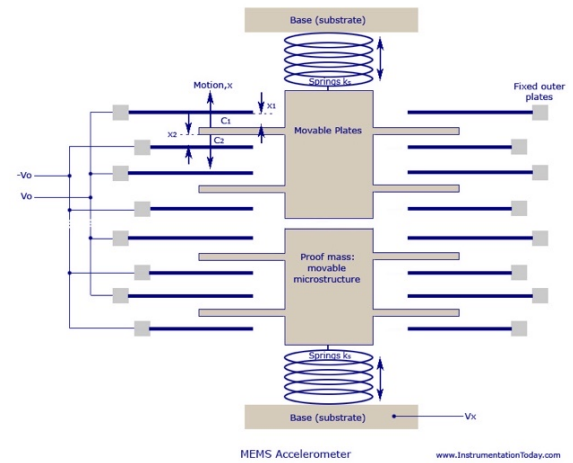 Base (substrate)
Springs ks
Motion,x
Fixed outer
plates
x1
C1
x2
C2
Movable Plates
-Vo
Vo
Proof mass:
movable
microstructure
Springs ks
Base (substrate)
Vx
MEMS Accelerometer
www.InstrumentationToday.com